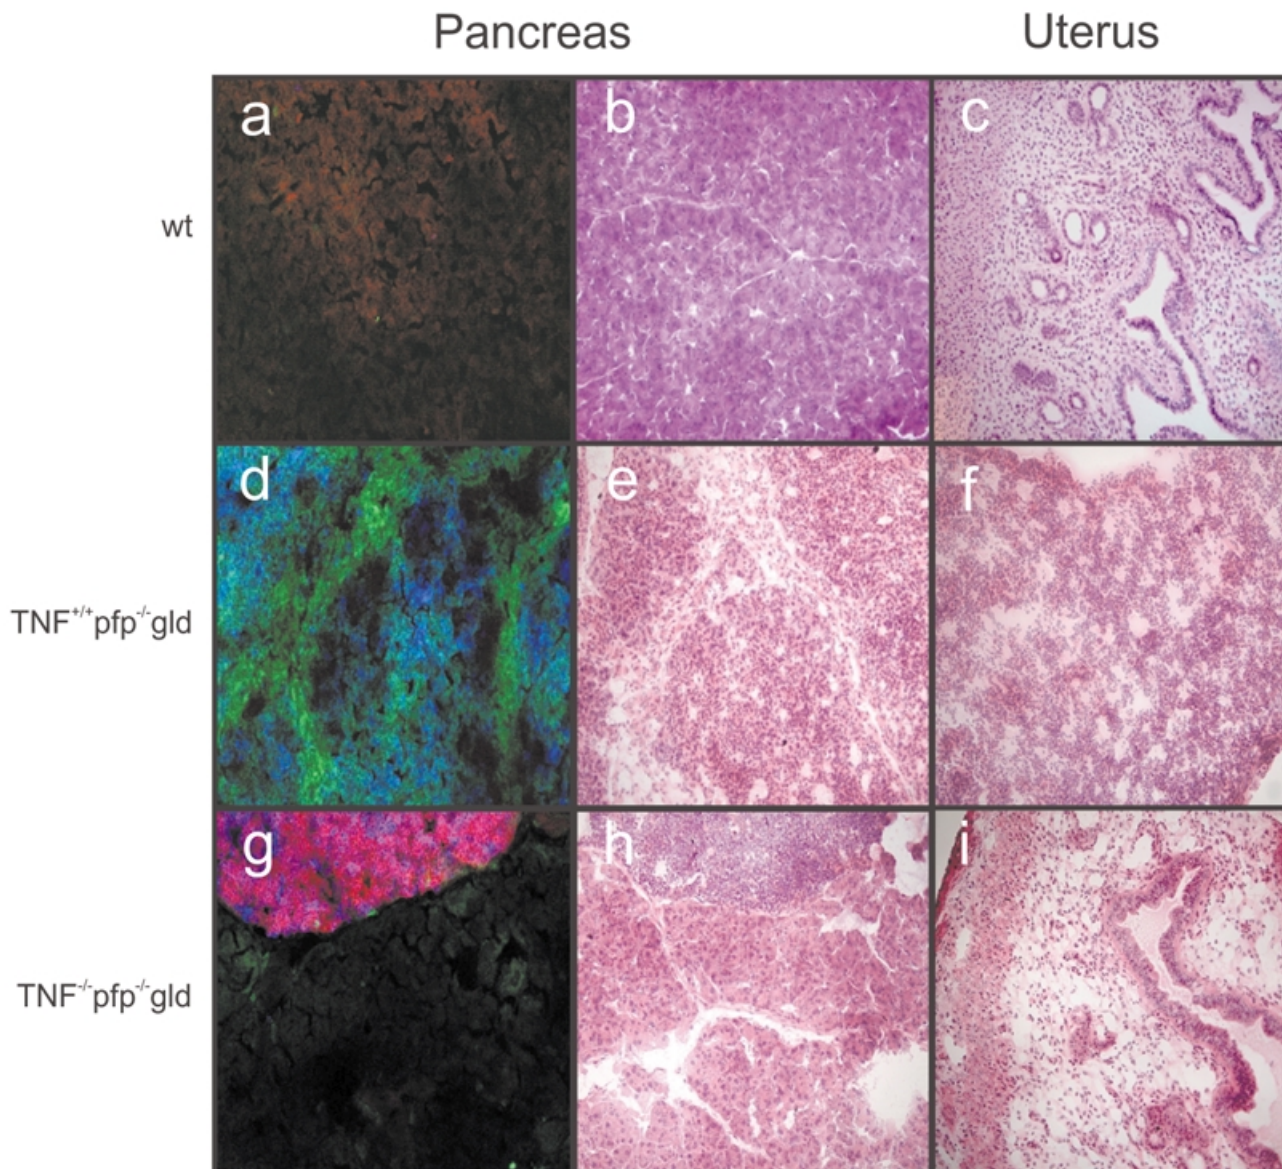 Pancreas Uterus
wt
a b c
TNF+/+pfp-/-gld
d e f
TNF-/-pfp-/-gld
g h i